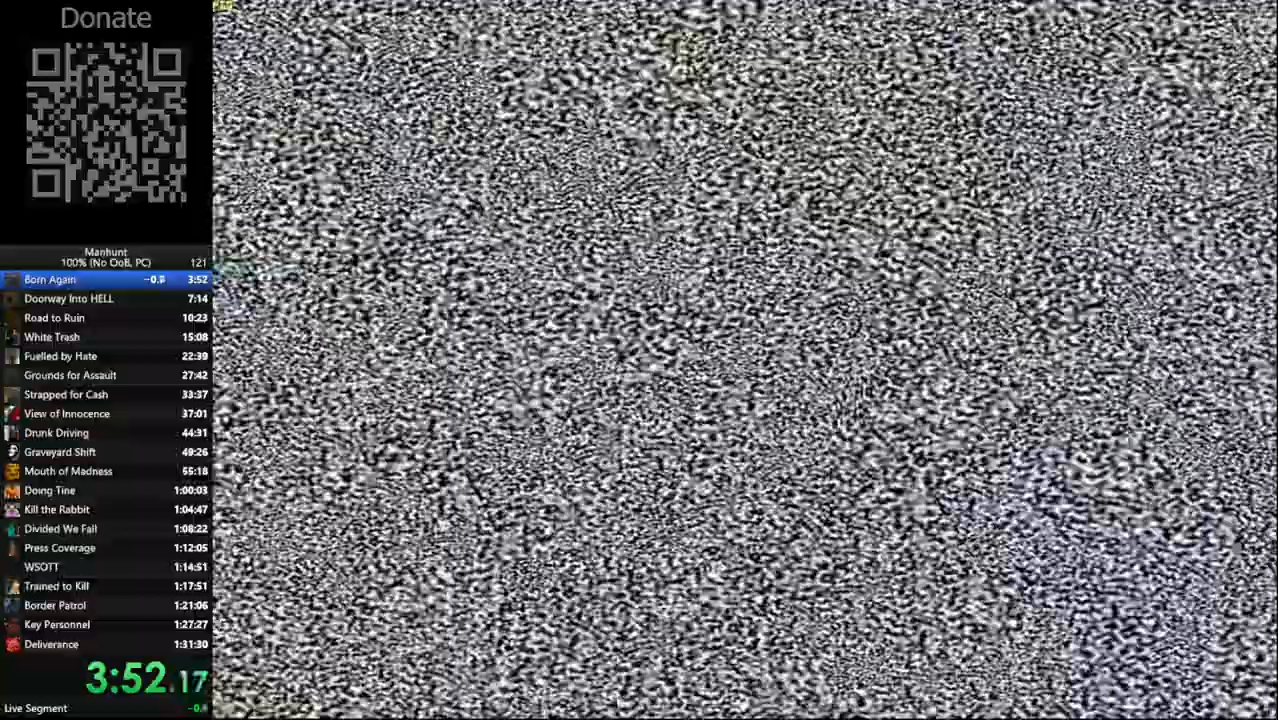 Donate
Manhunt
100% (No OoB, PC) 121
Born Again 3:52
Doorway Into HELL 7:14
Road to Ruin 10:23
White Trash 15:08
Fuelled by Hate 22:39
Grounds for Assault 27:42
Strapped for Cash 33:37
View of Innocence 37:01
Drunk Driving 44:31
Graveyard Shift 49:26
Mouth of Madness 55:18
Doing Time 1:00:03
Kill the Rabbit 1:04:47
Divided We Fall 1:08:22
Press Coverage 1:12:05
WSOTT 1:14:51
Trained to Kill 1:17:51
Border Patrol 1:21:06
Key Personnel 1:27:27
Deliverance 1:31:30
3:52.17
Live Segment